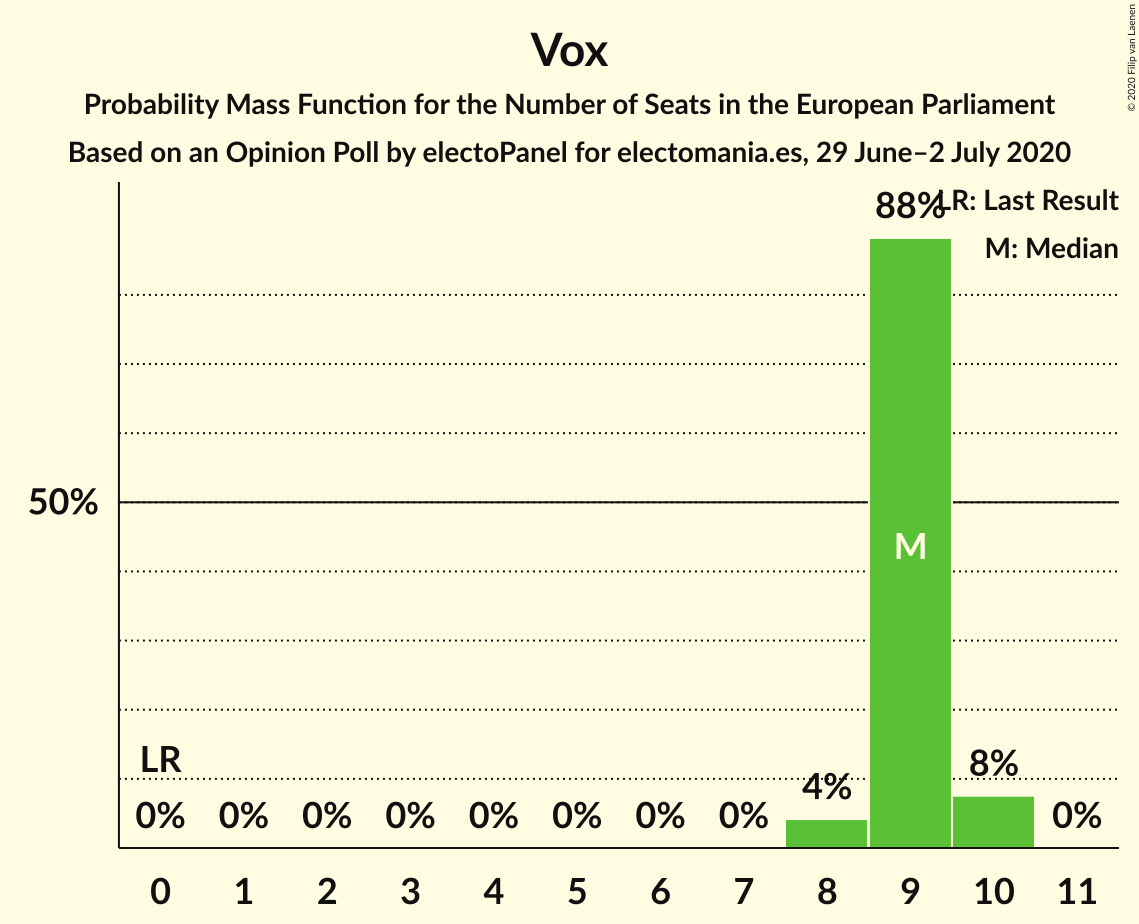 Vox
Probability Mass Function for the Number of Seats in the European Parliament
Based on an Opinion Poll by electoPanel for electomania.es, 29 June–2 July 2020
© 2020 Filip van Laenen
LR: Last Result
M: Median
88%
50%
M
LR
0% 0% 0% 0% 0% 0% 0% 0% 4% 8% 0%
0 1 2 3 4 5 6 7 8 9 10 11